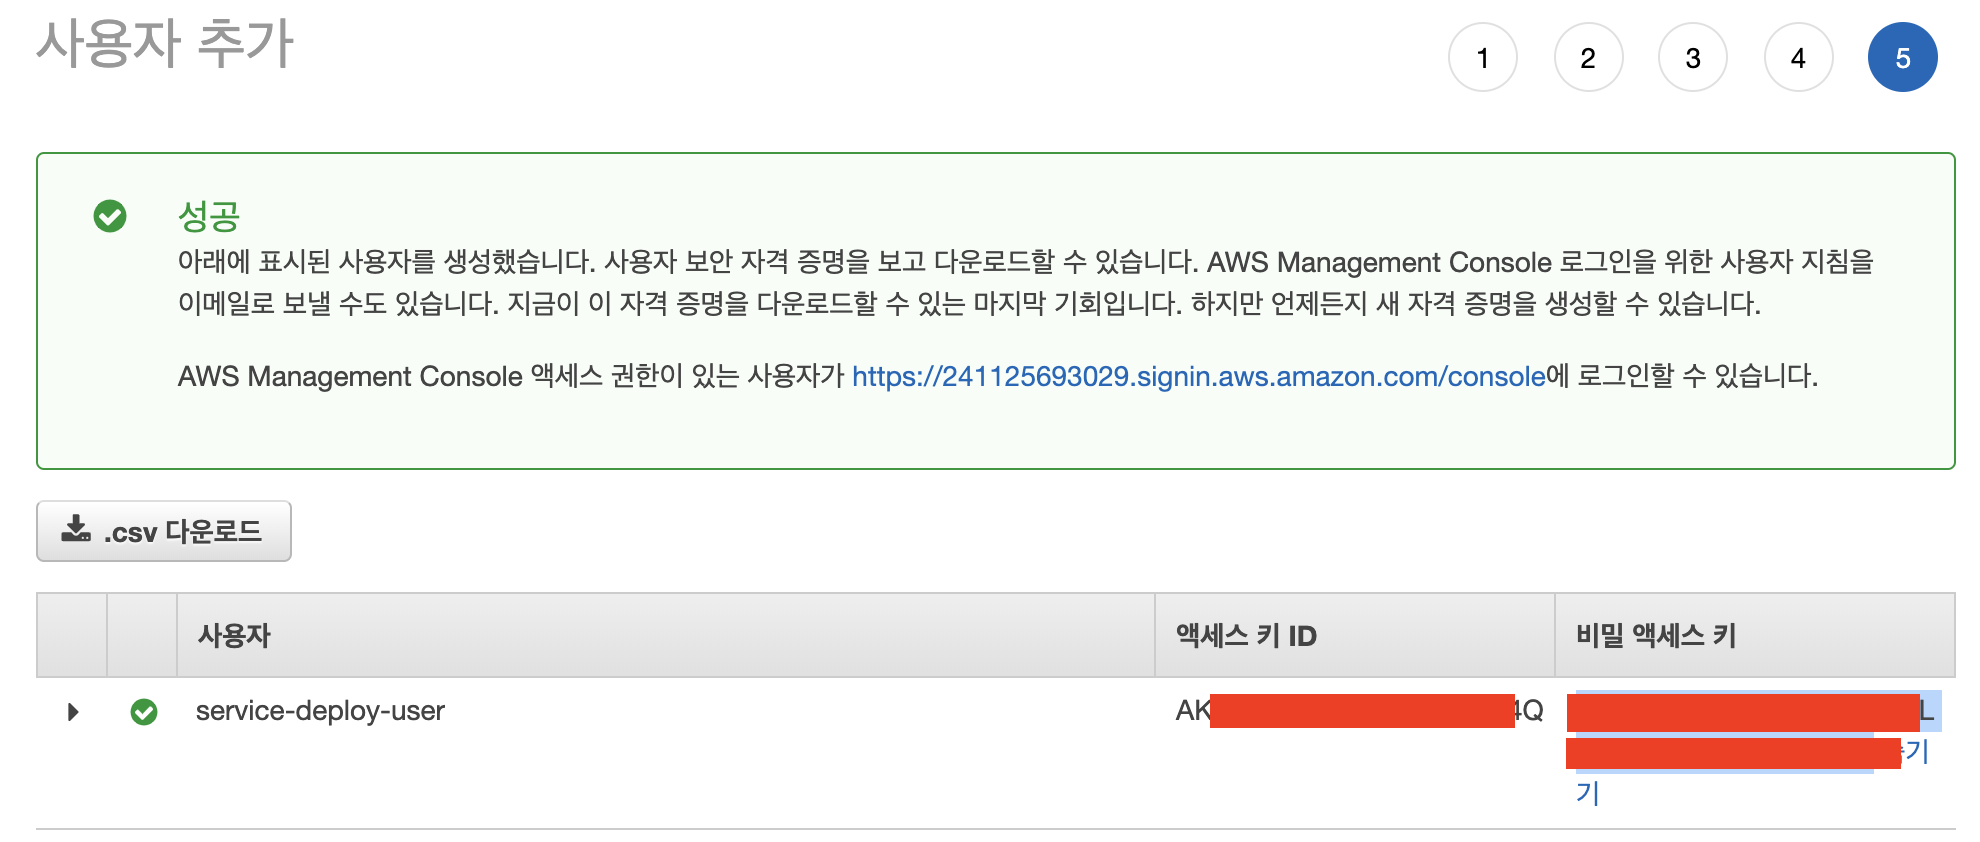 사용자 추가
1 2 3 4 5
성공
아래에 표시된 사용자를 생성했습니다. 사용자 보안 자격 증명을 보고 다운로드할 수 있습니다. AWS Management Console 로그인을 위한 사용자 지침을
이메일로 보낼 수도 있습니다. 지금이 이 자격 증명을 다운로드할 수 있는 마지막 기회입니다. 하지만 언제든지 새 자격 증명을 생성할 수 있습니다.
AWS Management Console 액세스 권한이 있는 사용자가 https://241125693029.signin.aws.amazon.com/console에 로그인할 수 있습니다.
.csv 다운로드
사용자 액세스 키 ID 비밀 액세스 키
service-deploy-user AK 4Q L
기
기